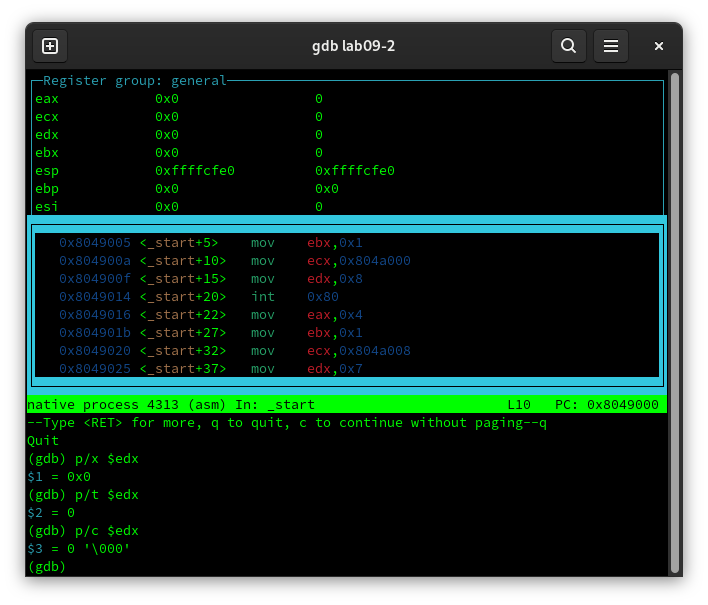 gdb lab09-2
Register group: general
eax 0x0 0
ecx 0x0 0
edx 0x0 0
ebx 0x0 0
esp 0xffffcfe0 0xffffcfe0
ebp 0x0 0x0
esi 0x0 0
0x8049005 <_start+5> mov ebx,0x1
0x804900a <_start+10> mov ecx,0x804a000
0x804900f <_start+15> mov edx,0x8
0x8049014 <_start+20> int 0x80
0x8049016 <_start+22> mov eax,0x4
0x804901b <_start+27> mov ebx,0x1
0x8049020 <_start+32> mov ecx,0x804a008
0x8049025 <_start+37> mov edx,0x7
native process 4313 (asm) In: _start L10 PC: 0x8049000
--Type <RET> for more, q to quit, c to continue without paging--q
Quit
(gdb) p/x $edx
$1 = 0x0
(gdb) p/t $edx
$2 = 0
(gdb) p/c $edx
$3 = 0 '\000'
(gdb)